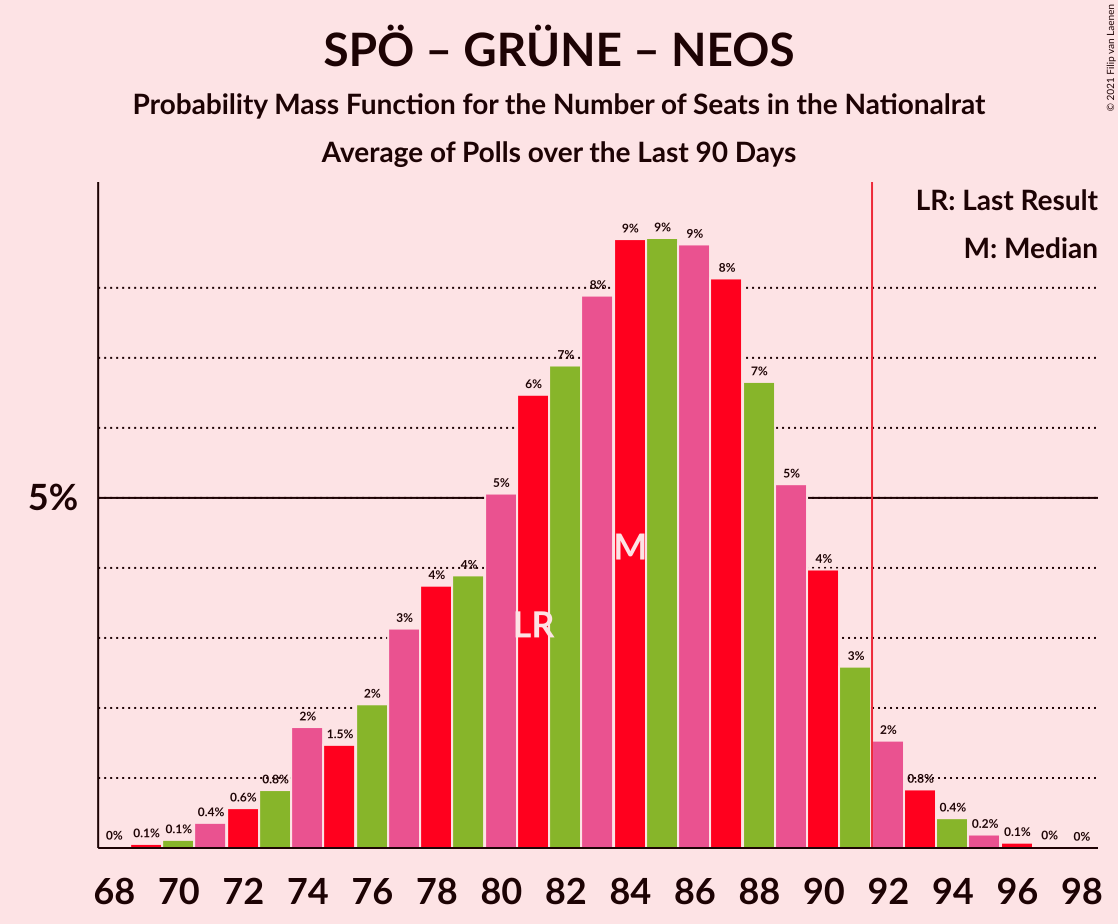 SPÖ – GRÜNE – NEOS
Probability Mass Function for the Number of Seats in the Nationalrat
Average of Polls over the Last 90 Days
© 2021 Filip van Laenen
LR: Last Result
M: Median
9% 9% 9%
8%
8%
7%
7%
6%
5%
5%
5%
4%
4%
4%
M
3%
LR
3%
2%
2%
1.5%
2%
0.8%
0.8%
0.6%
0.4%
0.4%
0% 0.1% 0.1%
0.2% 0.1% 0% 0%
68 70 72 74 76 78 80 82 84 86 88 90 92 94 96 98